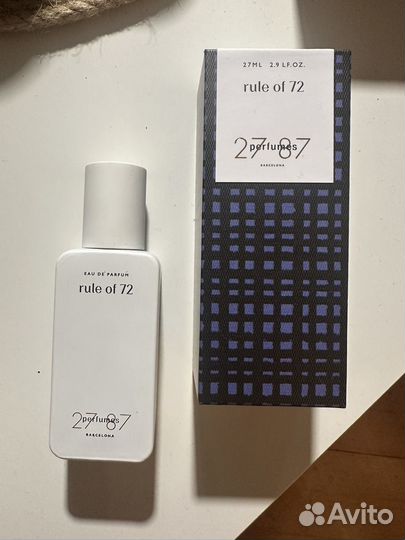 27ML 2.9 LF.OZ.
rule of 72
27 87
perfumes
BARCELONA
EAU DE PARFUM
rule of 72
27 87
perfumes
BARCELONA
Avito